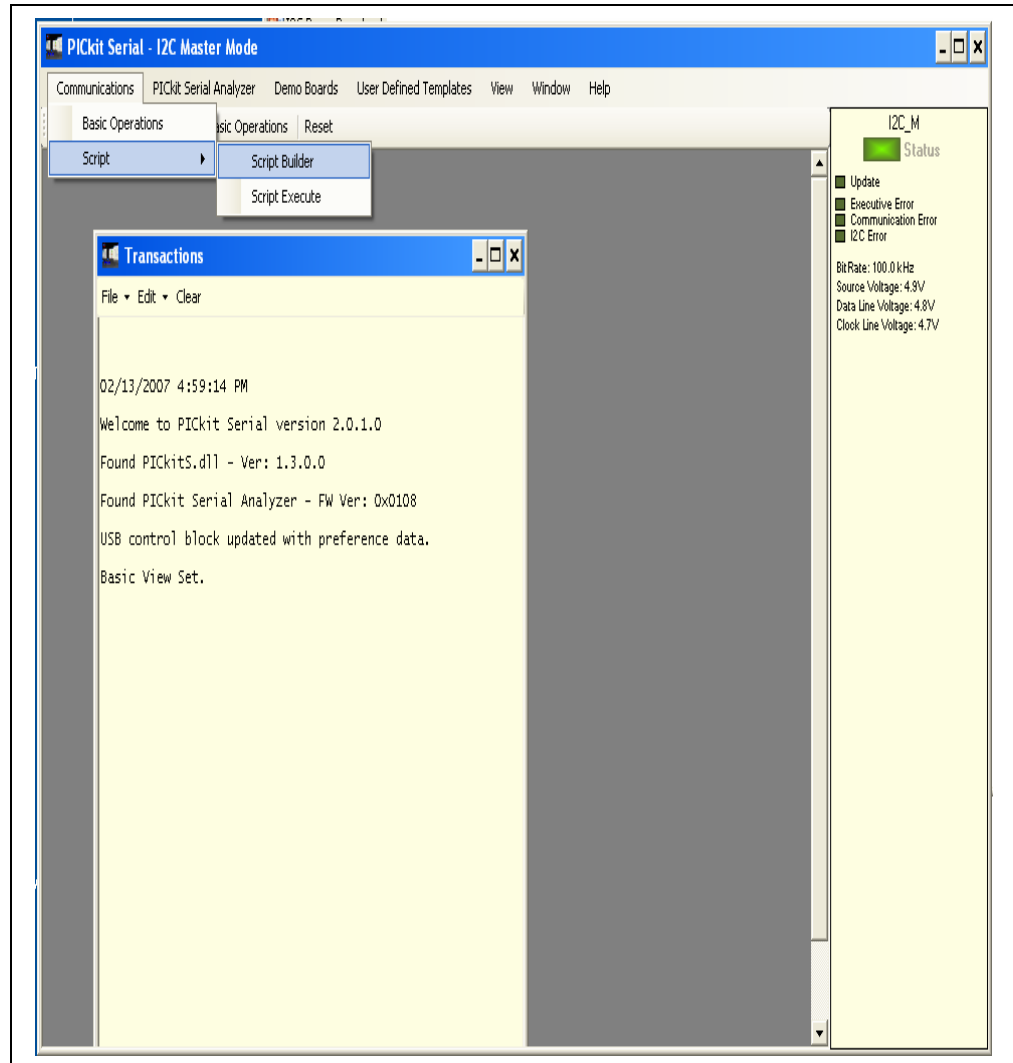 PICkit Serial - I2C Master Mode
Communications PICkit Serial Analyzer Demo Boards User Defined Templates View Window Help
Basic Operations
Operations Reset
Script
Script Builder
Script Execute
I2C_M
Status
Update
Executive Error
Communication Error
I2C Error
BitRate: 100.0 kHz
Source Voltage: 4.9V
Data Line Voltage: 4.8V
Clock Line Voltage: 4.7V
Transactions
File Edit Clear
02/13/2007 4:59:14 PM
Welcome to PICkit Serial version 2.0.1.0
Found PICkitS.dll - Ver: 1.3.0.0
Found PICkit Serial Analyzer - FW Ver: 0x0108
USB control block updated with preference data.
Basic View Set.